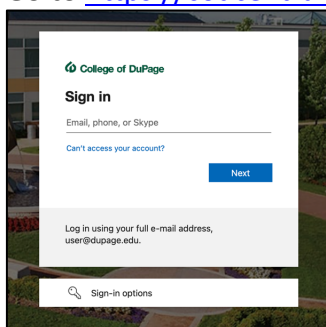 College of DuPage
Sign in
Email, phone, or Skype
Can't access your account?
Next
Log in using your full e-mail address,
user@dupage.edu.
Sign-in options